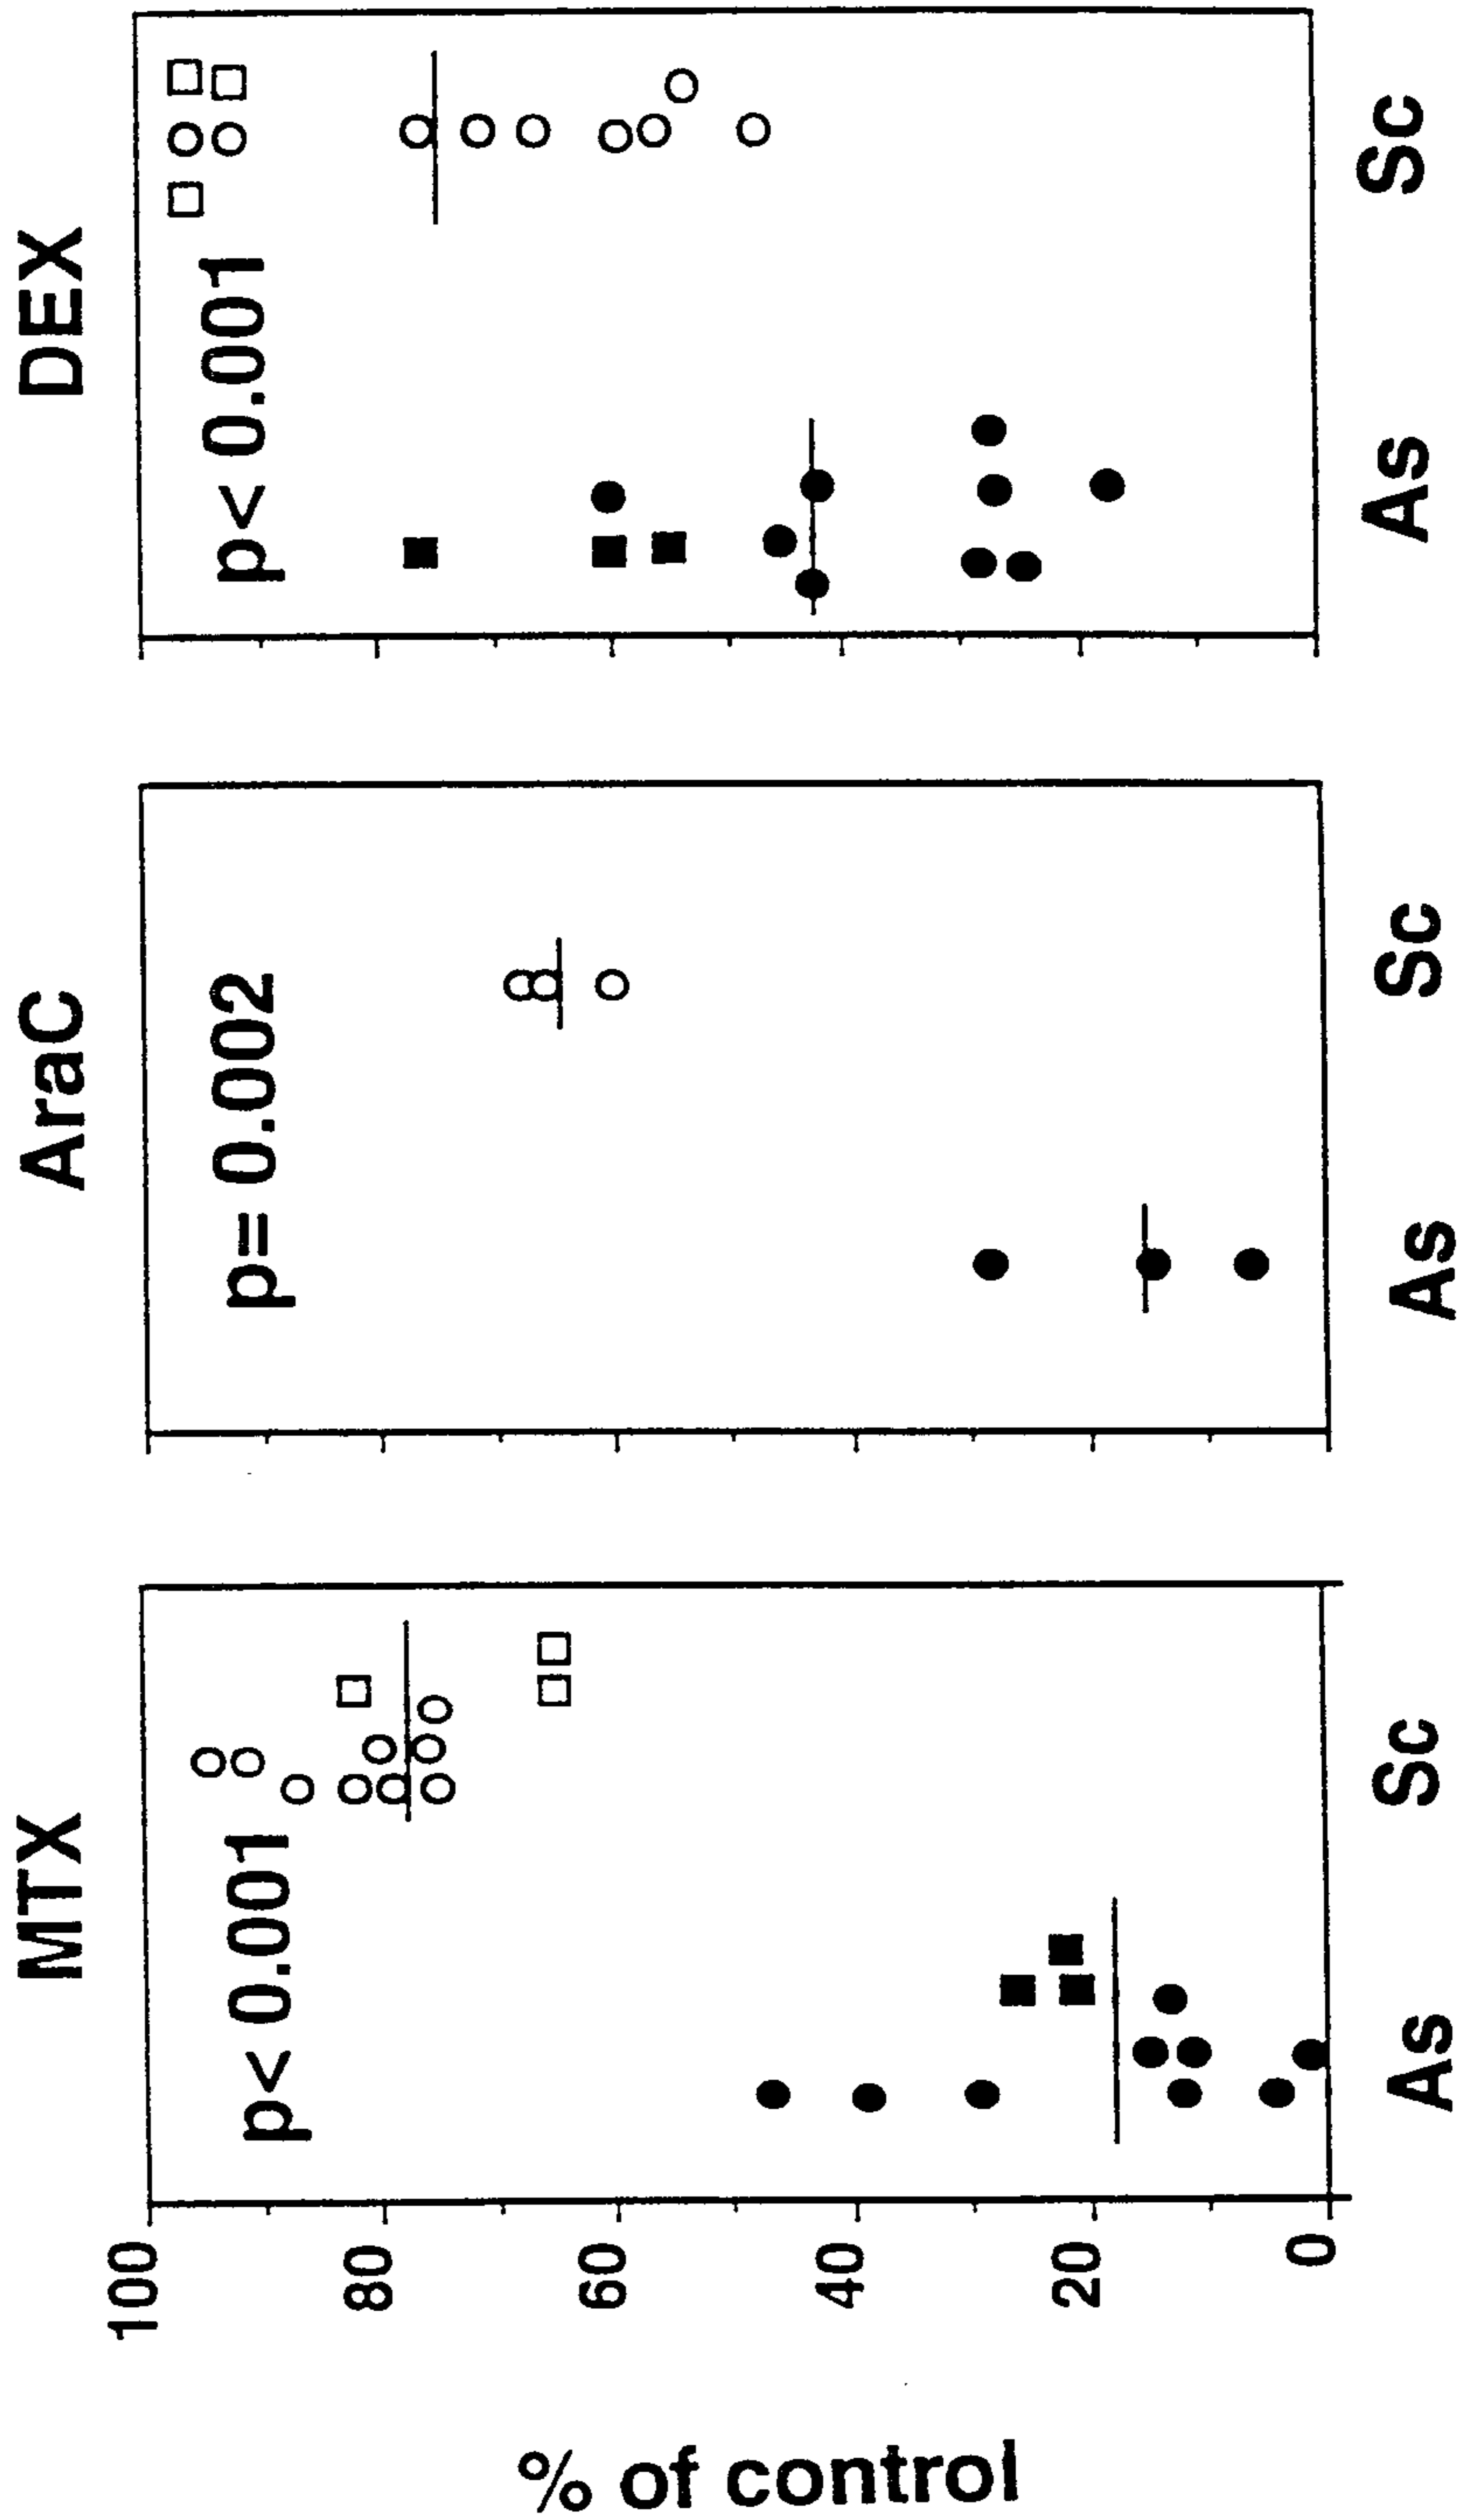 MTX
AraC
DEX
p< 0.001
p= 0.002
p< 0.001
100
80
60
40
20
0
% of control
As
Sc
As
Sc
As
Sc